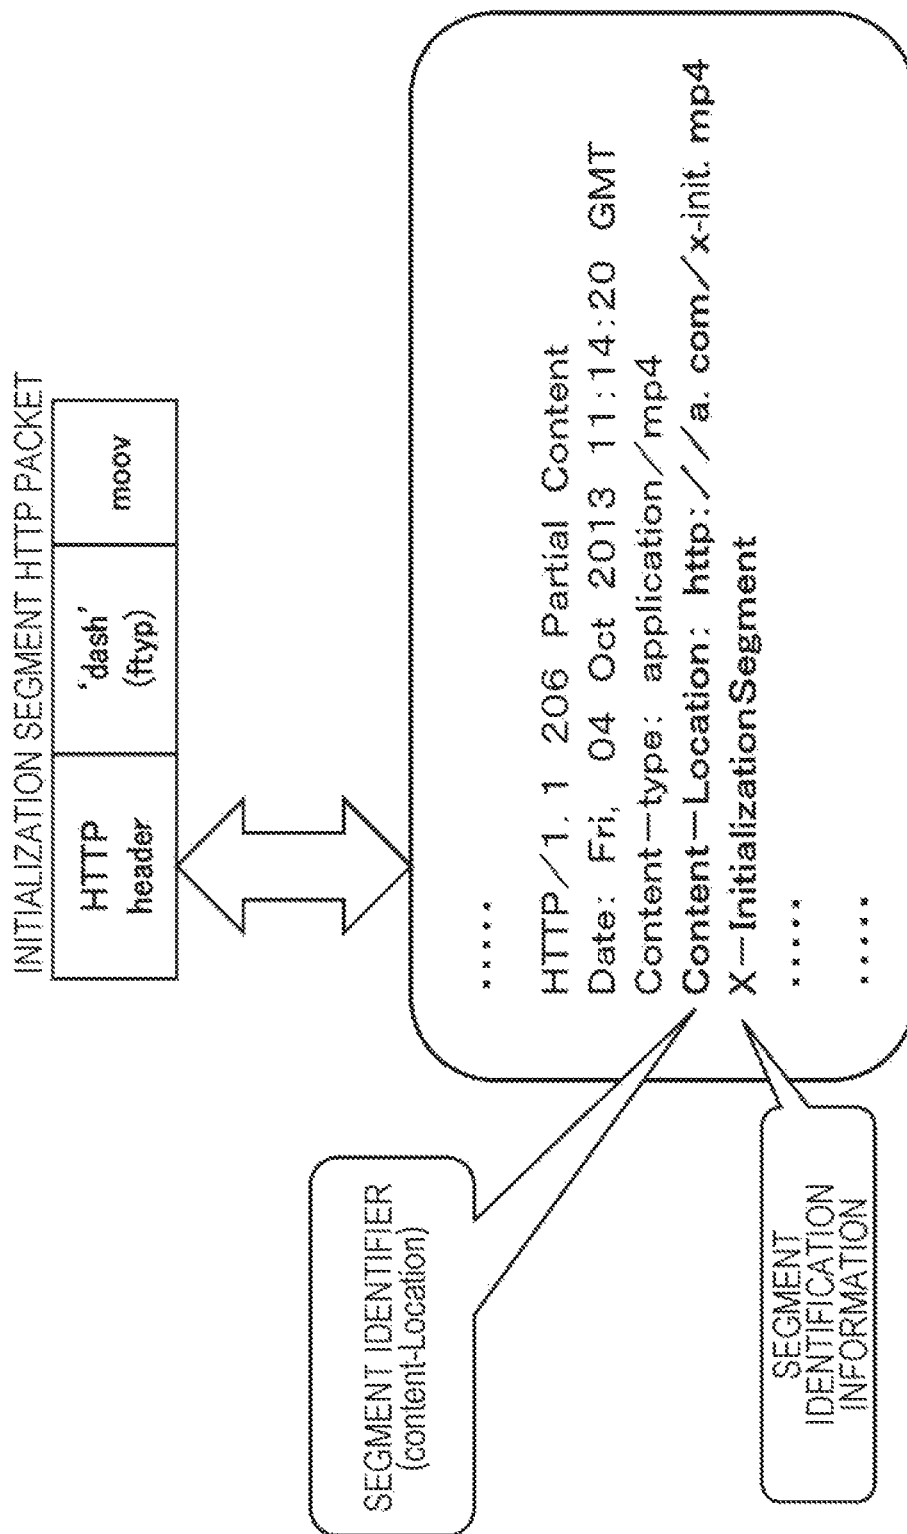 INITIALIZATION SEGMENT HTTP PACKET
HTTP
header
'dash'
(ftyp)
moov
.....
HTTP/1.1 206 Partial Content
Date: Fri, 04 Oct 2013 11:14:20 GMT
Content-type: application/mp4
Content-Location: http://a.com/x-init.mp4
X-InitializationSegment
.....
.....
SEGMENT IDENTIFIER
(content-Location)
SEGMENT
IDENTIFICATION
INFORMATION